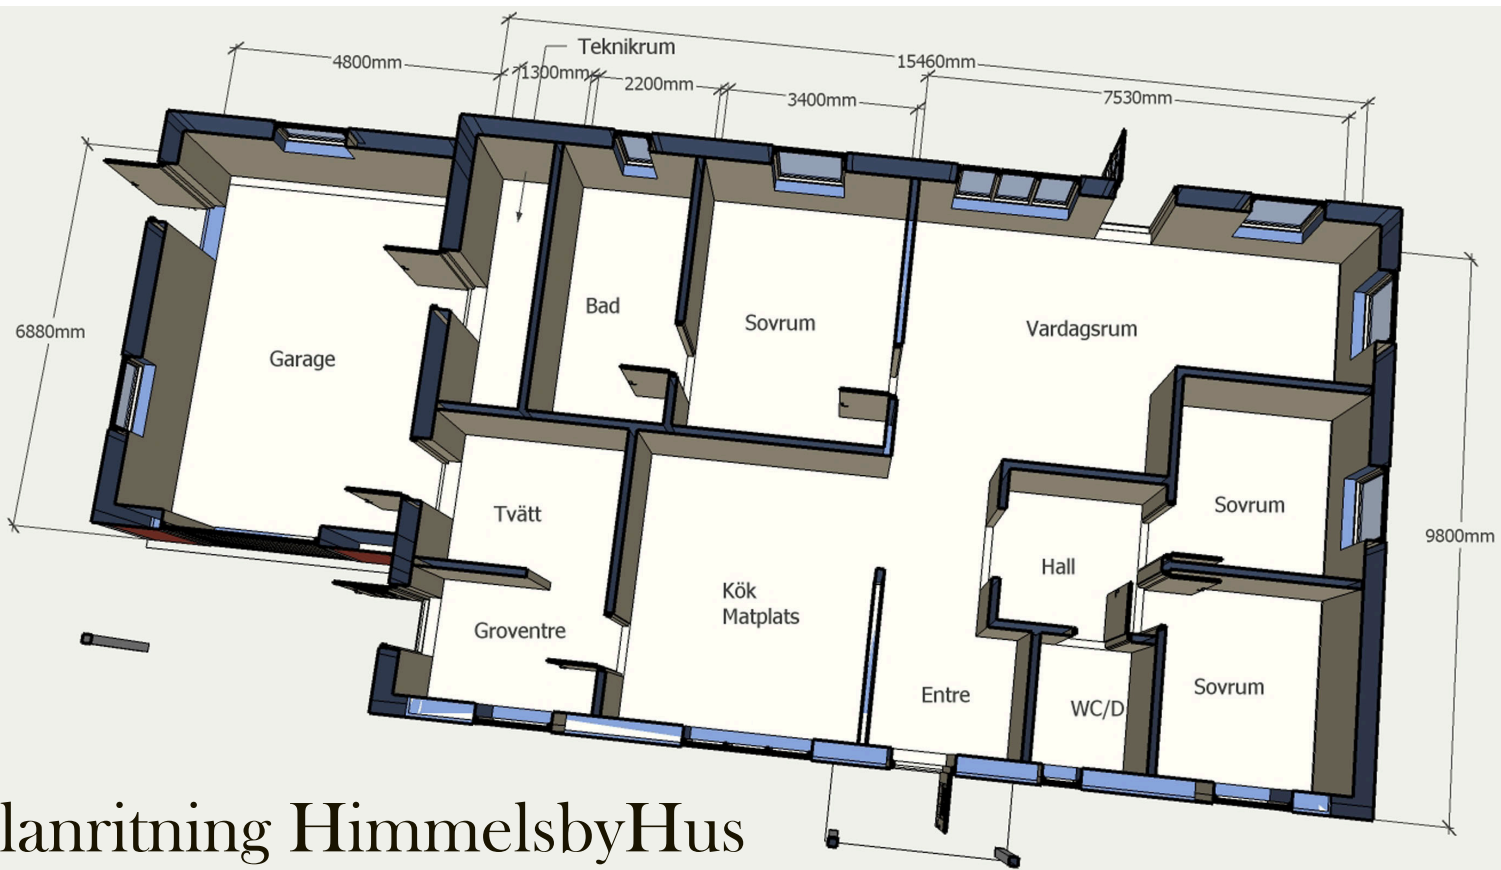 Teknikrum
15460mm
4800mm
1300mm
2200mm
3400mm
7530mm
6880mm
Garage
Bad
Sovrum
Vardagsrum
Tvätt
Sovrum
9800mm
Hall
Kök
Matplats
Groventre
Entre
WC/D
Sovrum
lanritning HimmelsbyHus